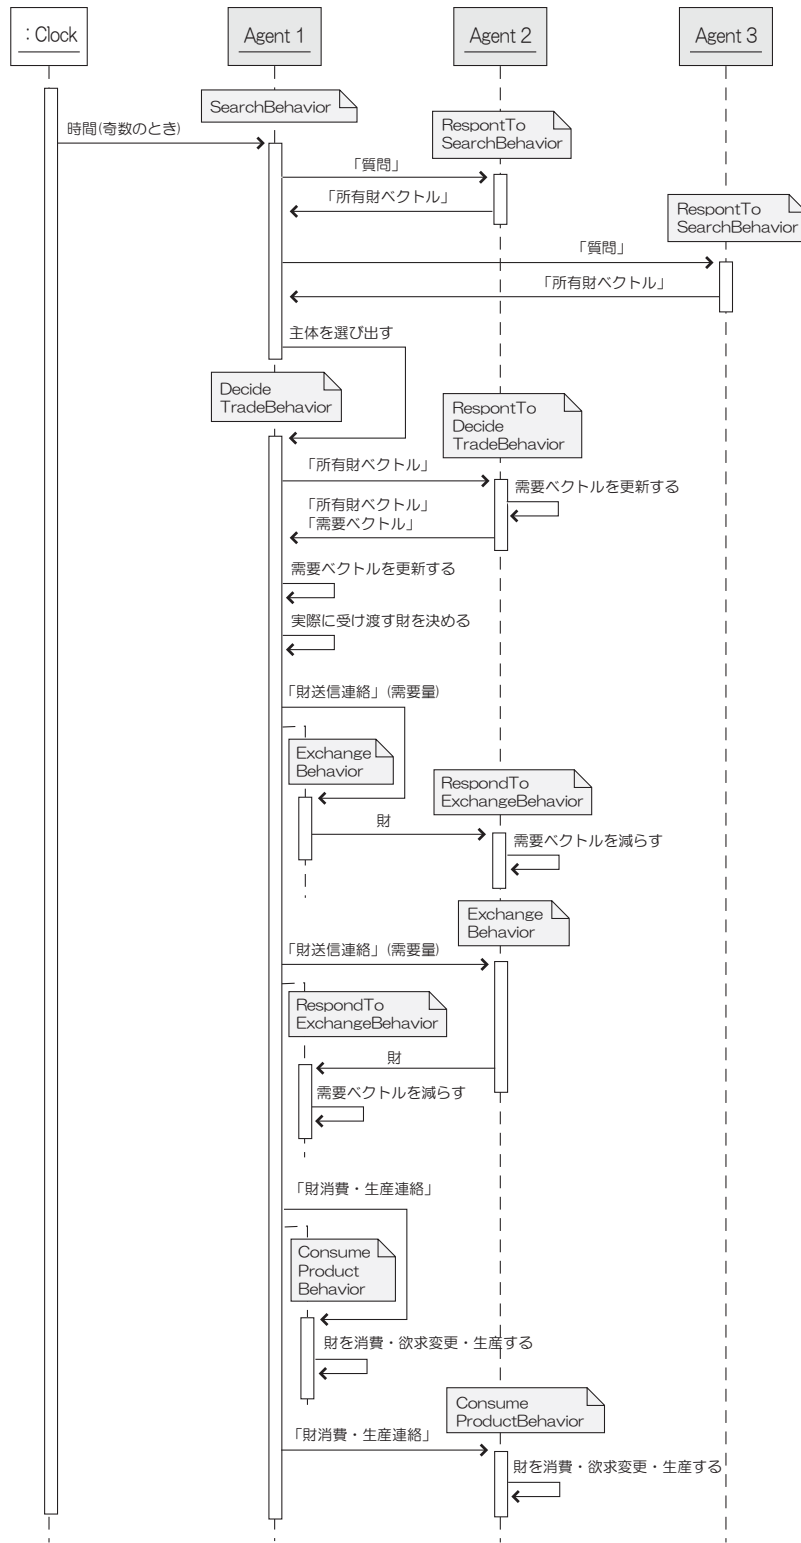 : Clock
Agent 1
Agent 2
Agent 3
SearchBehavior
時間(奇数のとき)
RespontTo
SearchBehavior
「質問」
「所有財ベクトル」
RespontTo
SearchBehavior
「質問」
「所有財ベクトル」
主体を選び出す
Decide
TradeBehavior
RespontTo
Decide
TradeBehavior
「所有財ベクトル」
需要ベクトルを更新する
「所有財ベクトル」
「需要ベクトル」
需要ベクトルを更新する
実際に受け渡す財を決める
「財送信連絡」(需要量)
Exchange
Behavior
RespondTo
ExchangeBehavior
財
需要ベクトルを減らす
Exchange
Behavior
「財送信連絡」(需要量)
RespondTo
ExchangeBehavior
財
需要ベクトルを減らす
「財消費・生産連絡」
Consume
Product
Behavior
財を消費・欲求変更・生産する
Consume
ProductBehavior
「財消費・生産連絡」
財を消費・欲求変更・生産する